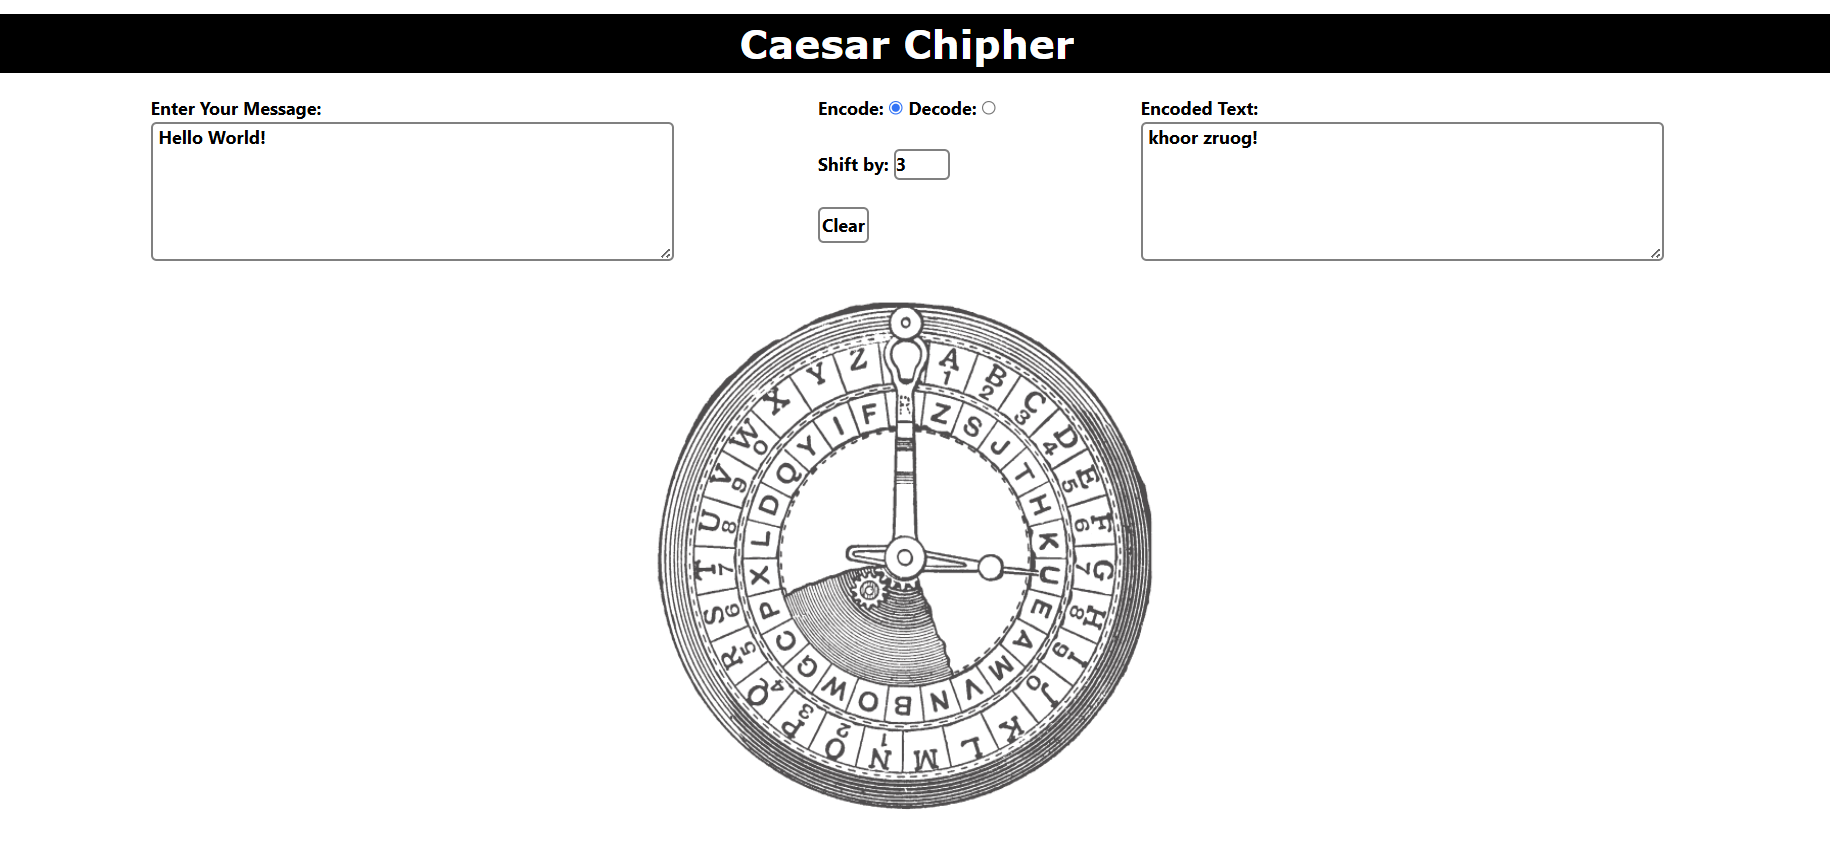 Caesar Chipher
Enter Your Message:
Hello World!
Encode: Decode:
Shift by: 3
Clear
Encoded Text:
khoor zruog!
A B C D E F G H I J K L M N O P Q R S T U V W X Y Z
1 2 3 4 5 6 7 8 9 0 1 2 3 4 5 6 7 8 9 0
R Z S J T H K U E A M V N B O W G C P X L D Q Y I F